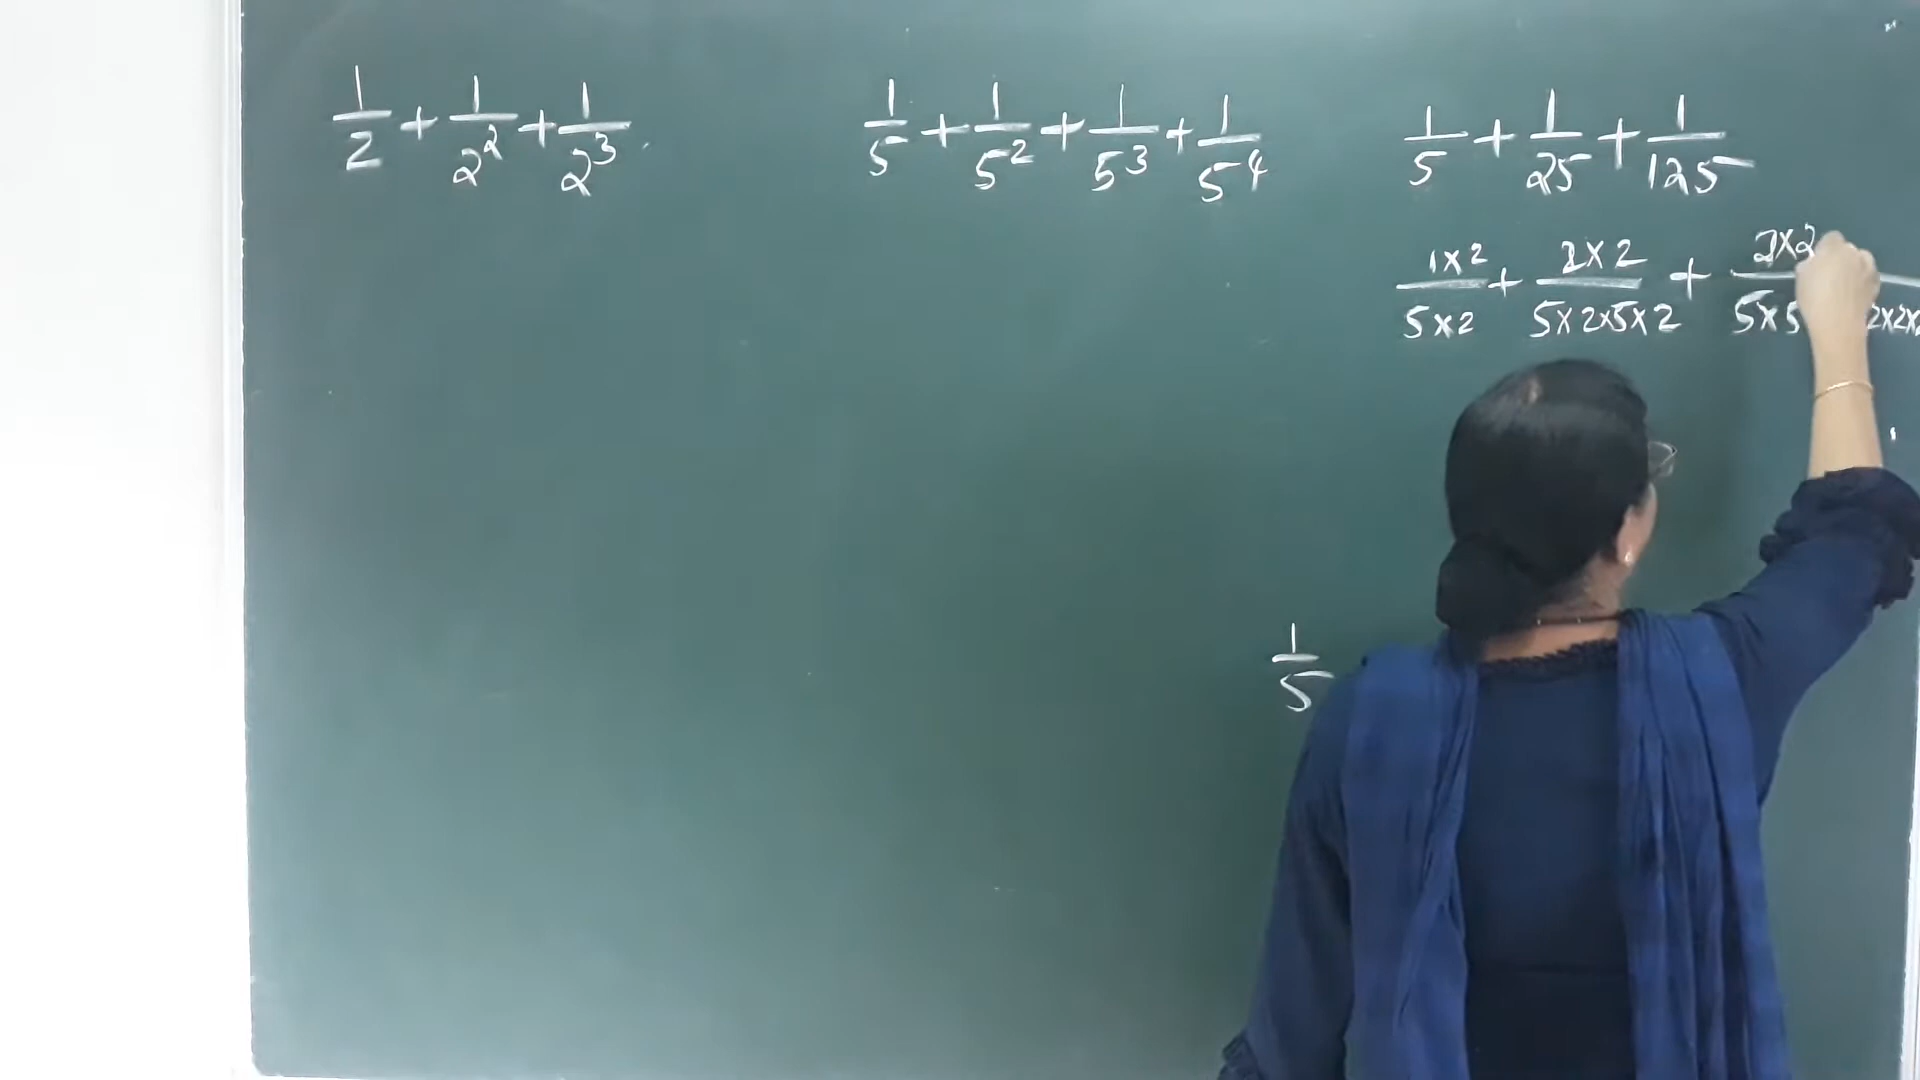 1/2 + 1/2² + 1/2³
1/5 + 1/5² + 1/5³ + 1/5⁴
1/5 + 1/25 + 1/125
1×2/5×2 + 2×2/5×2×5×2 + 2×2
5×5
2×2×
1/5